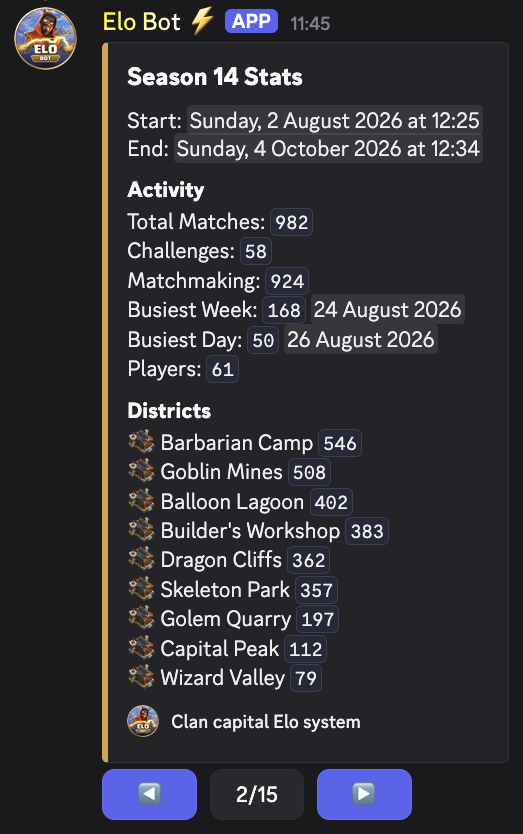 Elo Bot ⚡ APP 11:45
Season 14 Stats
Start: Sunday, 2 August 2026 at 12:25
End: Sunday, 4 October 2026 at 12:34
Activity
Total Matches: 982
Challenges: 58
Matchmaking: 924
Busiest Week: 168 24 August 2026
Busiest Day: 50 26 August 2026
Players: 61
Districts
Barbarian Camp 546
Goblin Mines 508
Balloon Lagoon 402
Builder's Workshop 383
Dragon Cliffs 362
Skeleton Park 357
Golem Quarry 197
Capital Peak 112
Wizard Valley 79
Clan capital Elo system
2/15
ELO
BOT
ELO